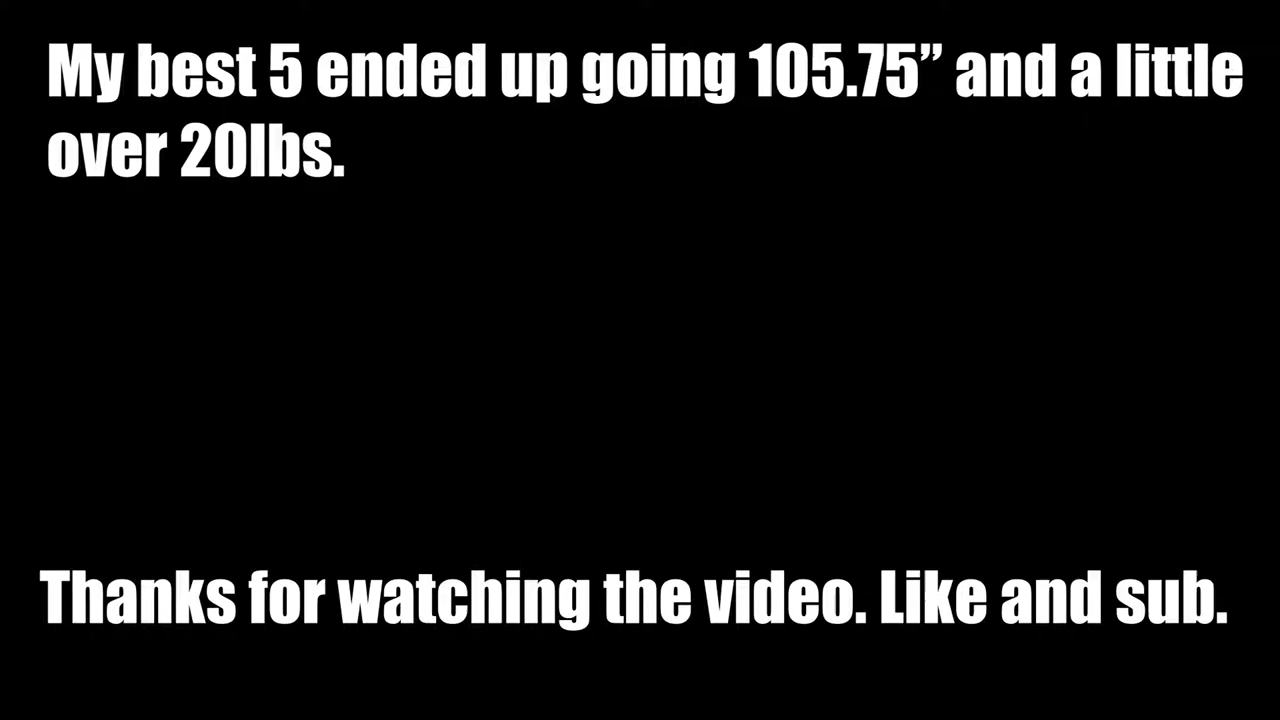 My best 5 ended up going 105.75” and a little
over 20lbs.
Thanks for watching the video. Like and sub.